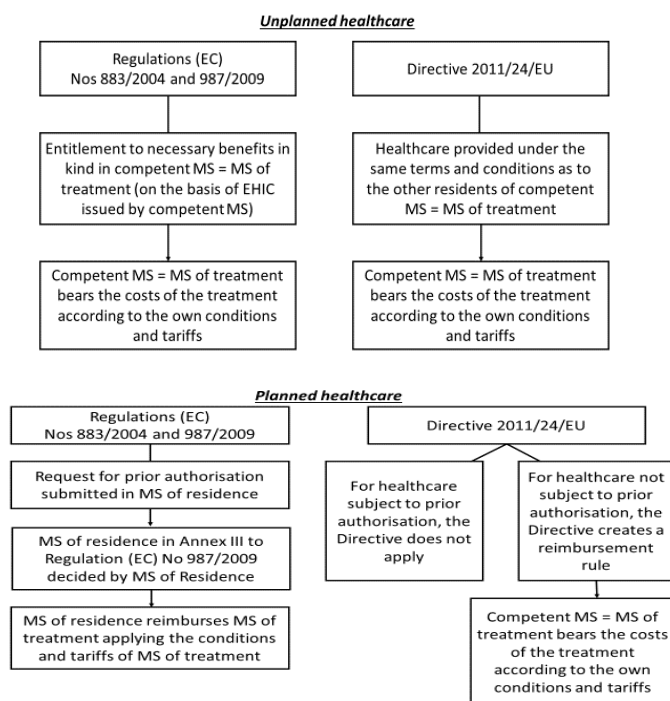 Unplanned healthcare
Regulations (EC)
Nos 883/2004 and 987/2009
Entitlement to necessary benefits in
kind in competent MS = MS of
treatment (on the basis of EHIC
issued by competent MS)
Competent MS = MS of treatment
bears the costs of the treatment
according to the own conditions
and tariffs
Directive 2011/24/EU
Healthcare provided under the
same terms and conditions as to
the other residents of competent
MS = MS of treatment
Competent MS = MS of treatment
bears the costs of the treatment
according to the own conditions
and tariffs
Planned healthcare
Regulations (EC)
Nos 883/2004 and 987/2009
Request for prior authorisation
submitted in MS of residence
MS of residence in Annex III to
Regulation (EC) No 987/2009
decided by MS of Residence
MS of residence reimburses MS of
treatment applying the conditions
and tariffs of MS of treatment
Directive 2011/24/EU
For healthcare
subject to prior
authorisation, the
Directive does not
apply
For healthcare not
subject to prior
authorisation, the
Directive creates a
reimbursement
rule
Competent MS = MS of
treatment bears the costs
of the treatment
according to the own
conditions and tariffs